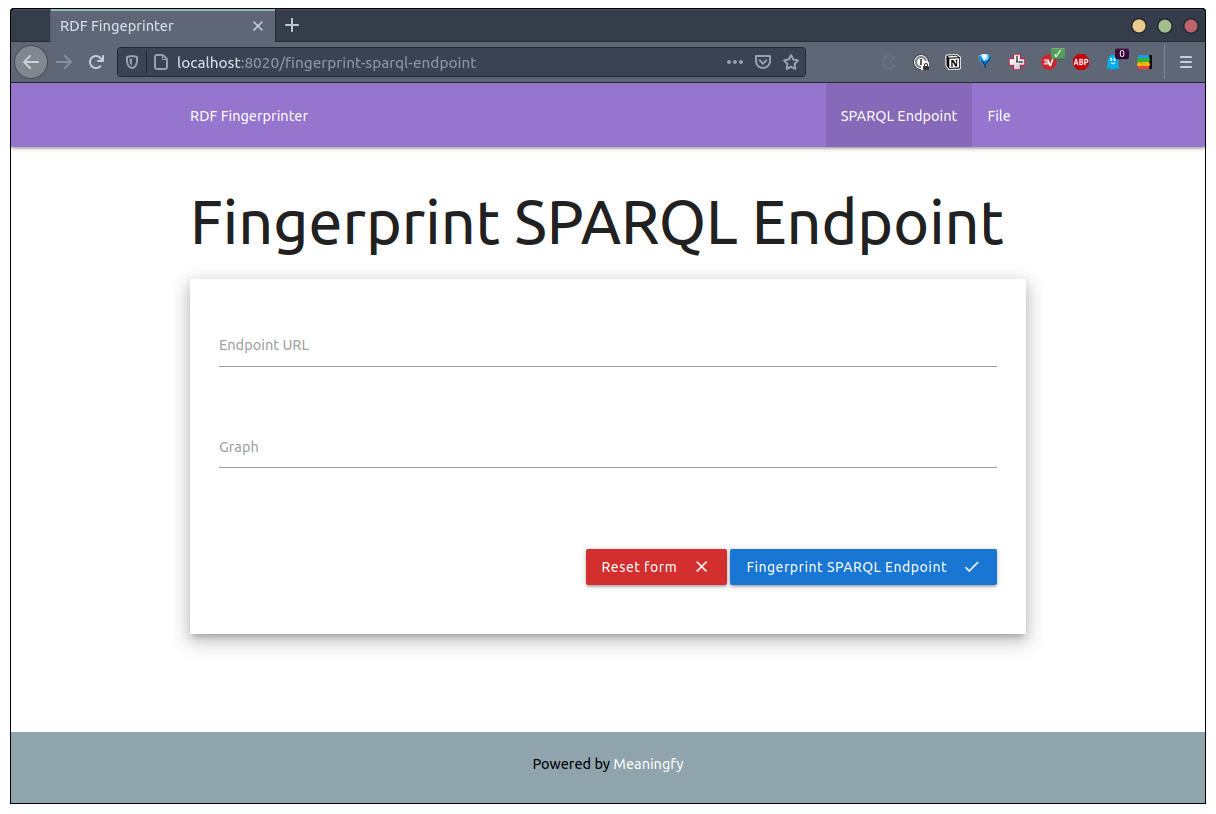 RDF Fingeprinter
localhost:8020/fingerprint-sparql-endpoint
ABP
0
RDF Fingerprinter
SPARQL Endpoint
File
Fingerprint SPARQL Endpoint
Endpoint URL
Graph
Reset form
Fingerprint SPARQL Endpoint
Powered by Meaningfy